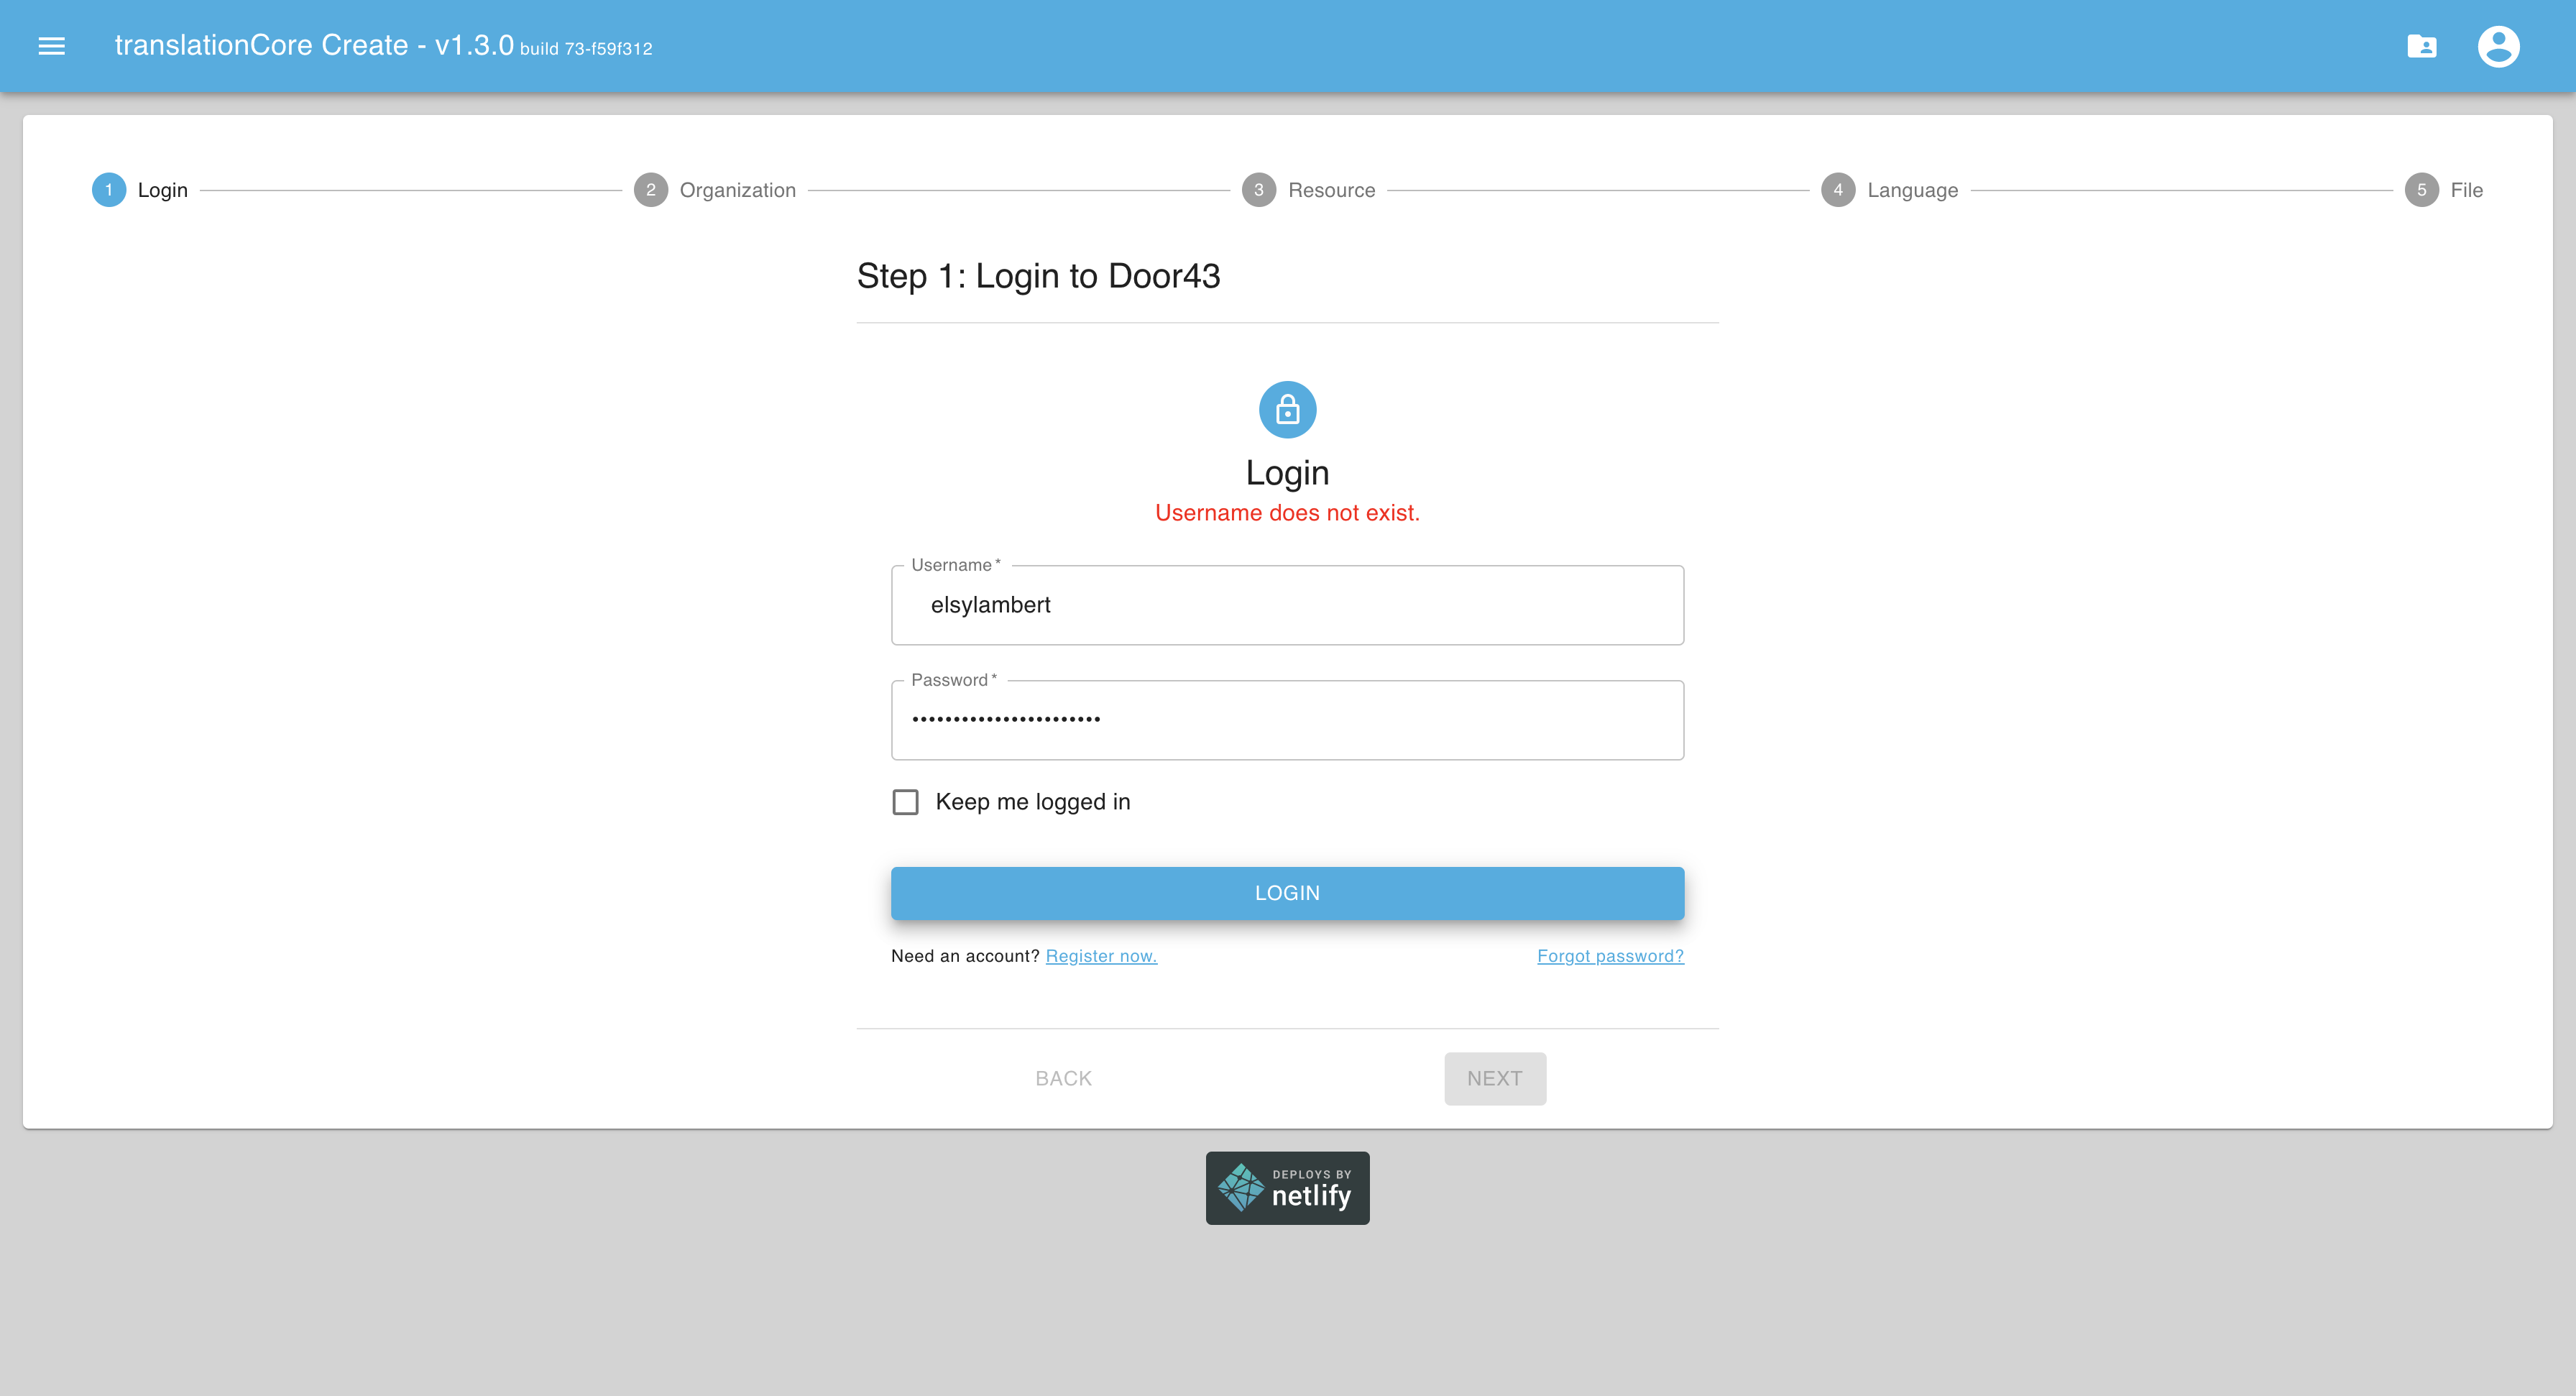 translationCore Create - v1.3.0 build 73-f59f312
1 Login 2 Organization 3 Resource 4 Language 5 File
Step 1: Login to Door43
Login
Username does not exist.
Username *
elsylambert
Password *
•••••••••••••••••••••••
Keep me logged in
LOGIN
Need an account? Register now. Forgot password?
BACK NEXT
DEPLOYS BY
netlify